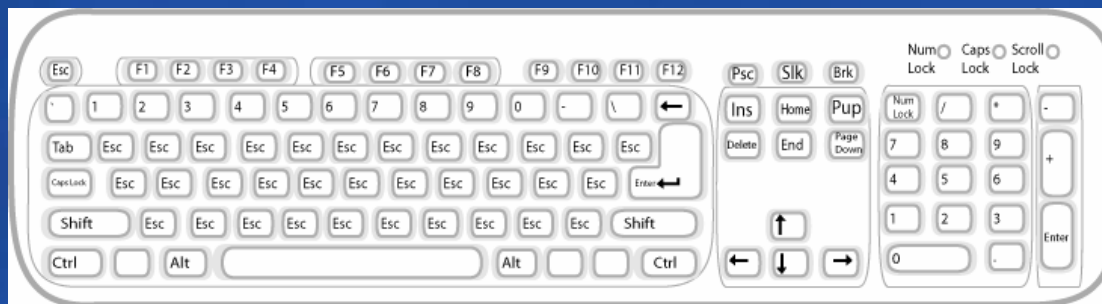 Num Caps Scroll
Lock Lock Lock
Esc F1 F2 F3 F4 F5 F6 F7 F8 F9 F10 F11 F12 Psc Slk Brk
` 1 2 3 4 5 6 7 8 9 0 - \ ← Ins Home Pup Num Lock / * -
Tab Esc Esc Esc Esc Esc Esc Esc Esc Esc Esc Esc Esc Delete End Page Down 7 8 9 +
Caps Lock Esc Esc Esc Esc Esc Esc Esc Esc Esc Esc Esc Enter 4 5 6
Shift Esc Esc Esc Esc Esc Esc Esc Esc Esc Esc Shift ↑ 1 2 3 Enter
Ctrl Alt Alt Ctrl ← ↓ → 0 .